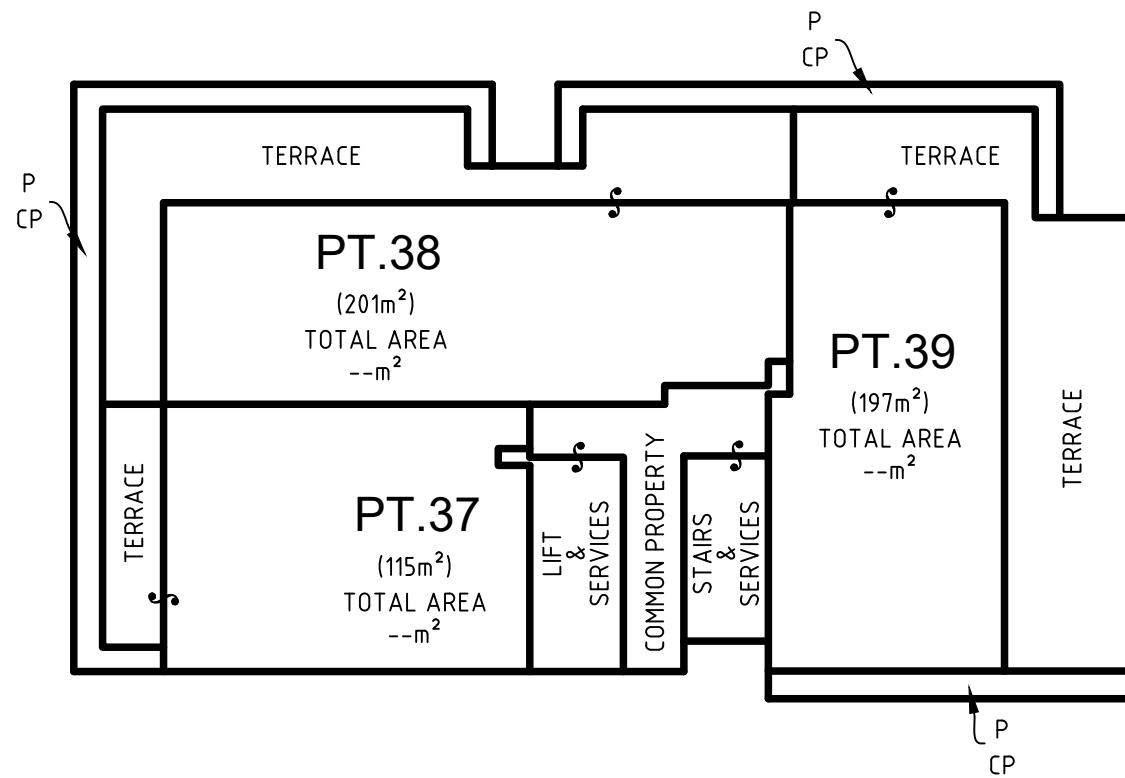 P
CP
TERRACE
TERRACE
P
CP
PT.38
(201m²)
TOTAL AREA
--m²
PT.39
(197m²)
TOTAL AREA
--m²
TERRACE
TERRACE
PT.37
(115m²)
TOTAL AREA
--m²
LIFT
&
SERVICES
COMMON PROPERTY
STAIRS
&
SERVICES
P
CP